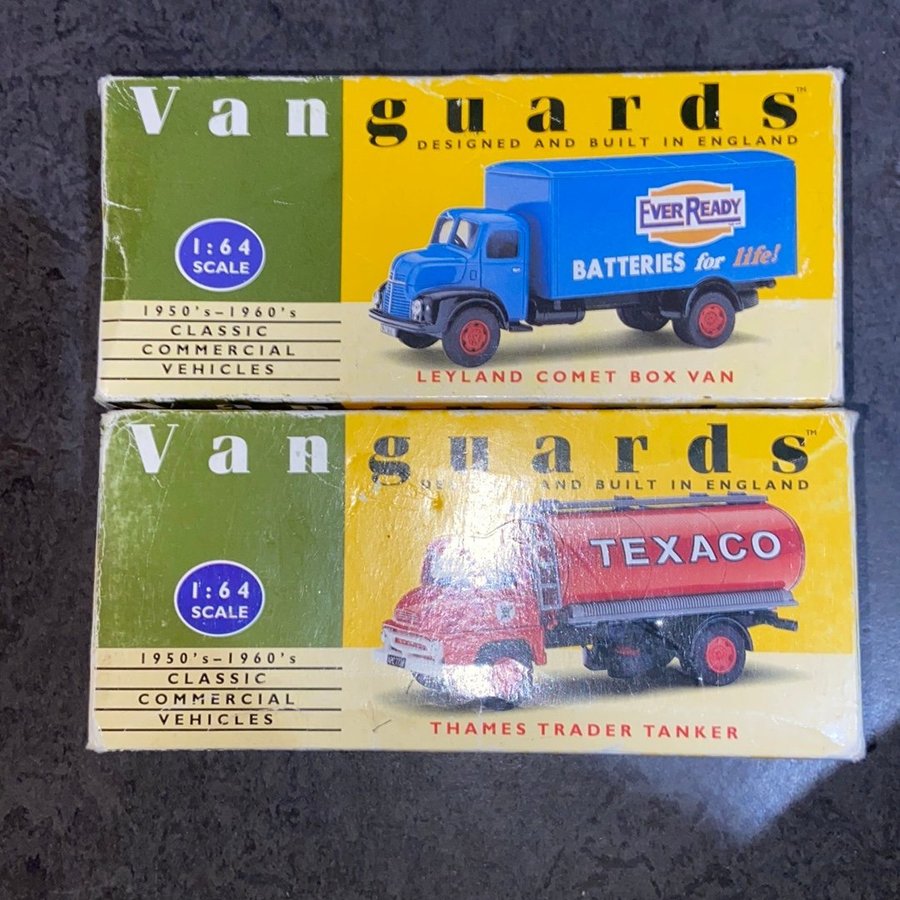 Vanguards™
DESIGNED AND BUILT IN ENGLAND
EVER READY
BATTERIES for life!
1:64
SCALE
1950's–1960's
CLASSIC
COMMERCIAL
VEHICLES
LEYLAND COMET BOX VAN
Vanguards™
DESIGNED AND BUILT IN ENGLAND
TEXACO
1:64
SCALE
1950's–1960's
CLASSIC
COMMERCIAL
VEHICLES
THAMES TRADER TANKER